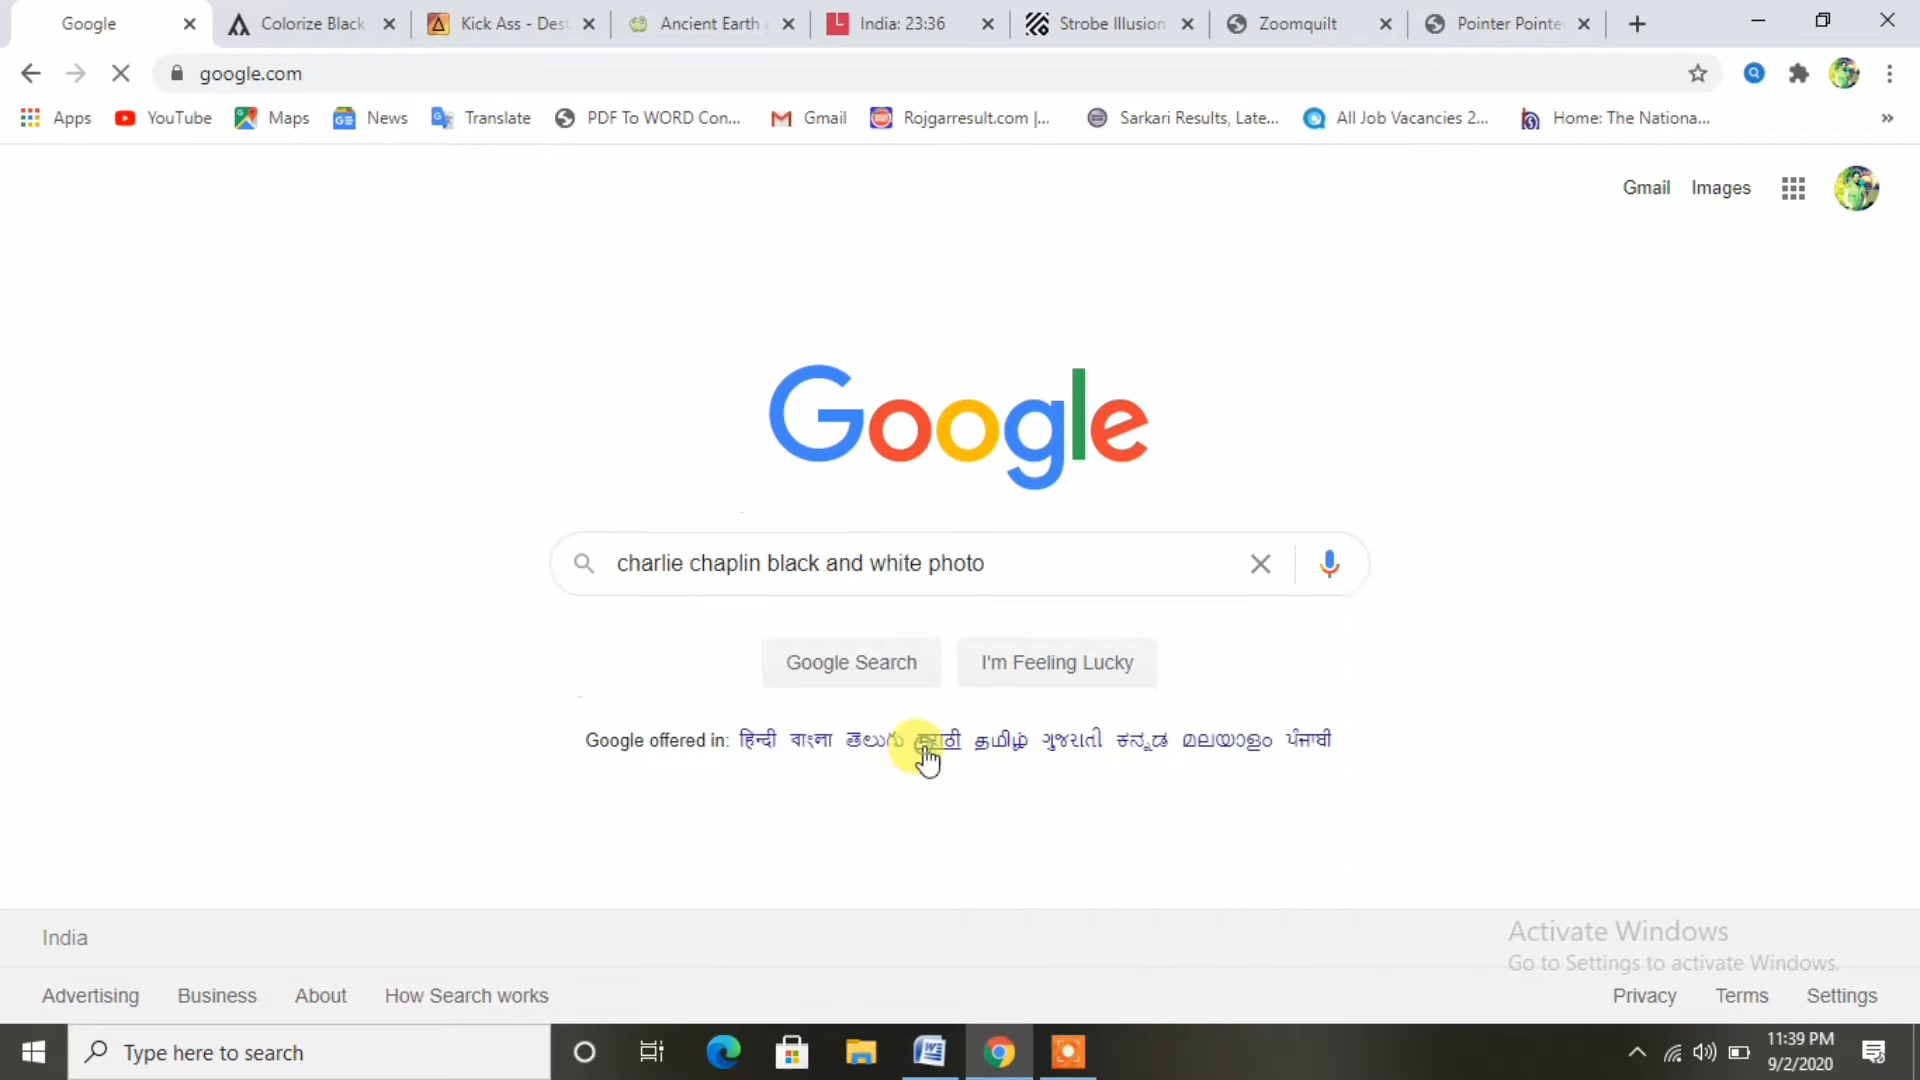 Google
Colorize Black
Kick Ass - Dest
Ancient Earth
India: 23:36
Strobe Illusion
Zoomquilt
Pointer Pointe
google.com
Apps
YouTube
Maps
News
Translate
PDF To WORD Con...
Gmail
Rojgarresult.com |...
Sarkari Results, Late...
All Job Vacancies 2...
Home: The Nationa...
»
Gmail Images
Google
charlie chaplin black and white photo
Google Search
I'm Feeling Lucky
Google offered in: हिन्दी বাংলা తెలుగు मराठी தமிழ் ગુજરાતી ಕನ್ನಡ മലയാളം ਪੰਜਾਬੀ
India
Activate Windows
Go to Settings to activate Windows.
Advertising Business About How Search works
Privacy Terms Settings
Type here to search
11:39 PM
9/2/2020